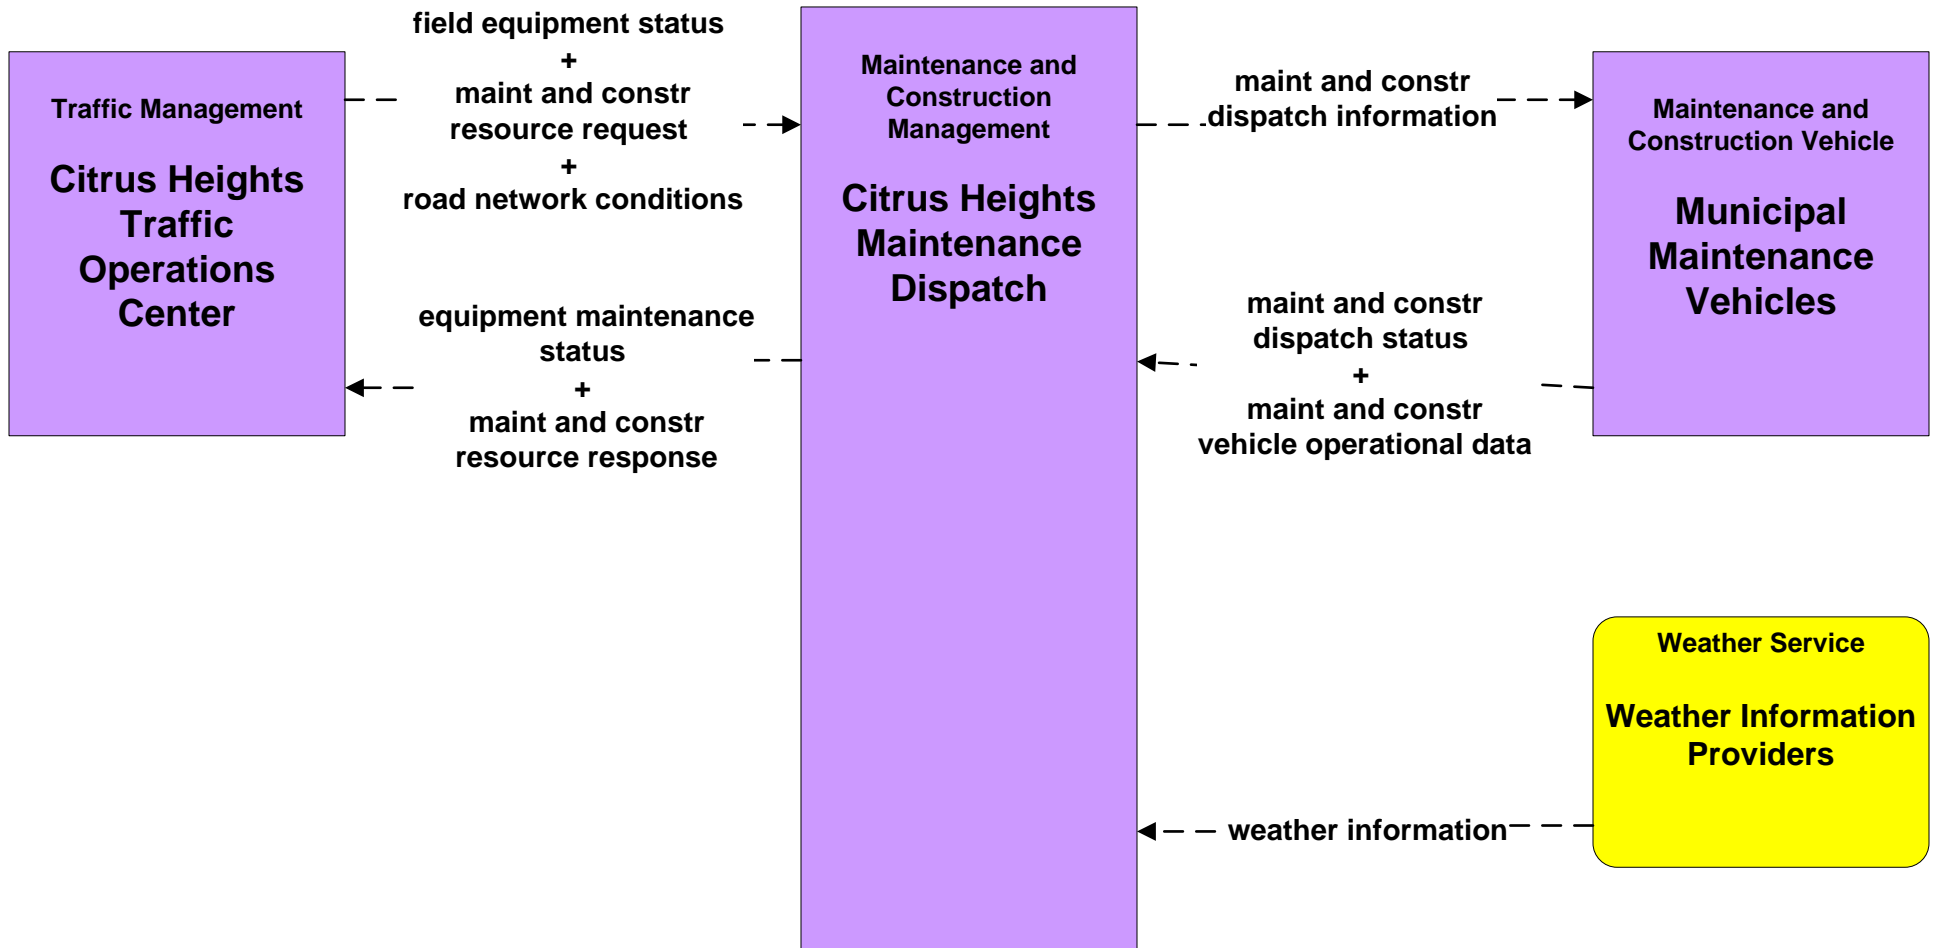 Traffic Management
Citrus Heights
Traffic
Operations
Center
field equipment status
+
maint and constr
resource request
+
road network conditions
equipment maintenance
status
+
maint and constr
resource response
Maintenance and
Construction
Management
Citrus Heights
Maintenance
Dispatch
maint and constr
dispatch information
maint and constr
dispatch status
+
maint and constr
vehicle operational data
Maintenance and
Construction Vehicle
Municipal
Maintenance
Vehicles
Weather Service
Weather Information
Providers
weather information